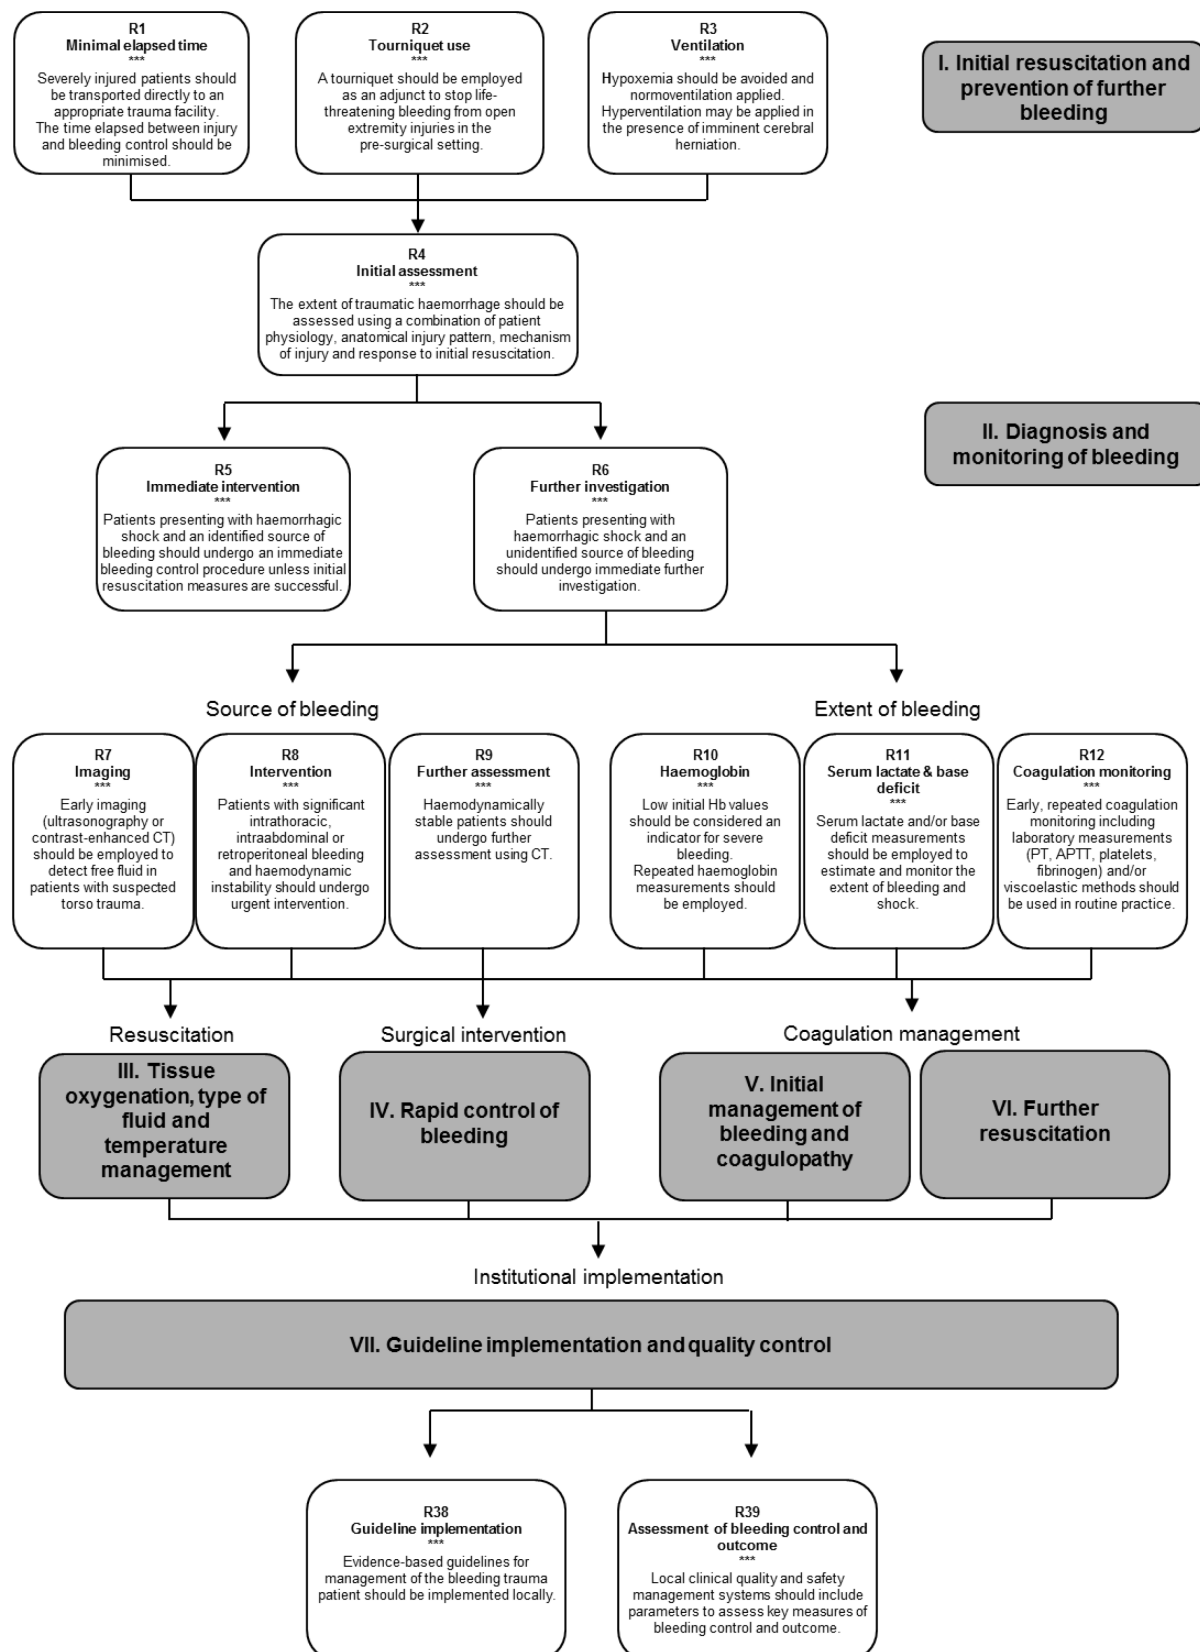 R1
Minimal elapsed time
***
Severely injured patients should
be transported directly to an
appropriate trauma facility.
The time elapsed between injury
and bleeding control should be
minimised.
R2
Tourniquet use
***
A tourniquet should be employed
as an adjunct to stop life-
threatening bleeding from open
extremity injuries in the
pre-surgical setting.
R3
Ventilation
***
Hypoxemia should be avoided and
normoventilation applied.
Hyperventilation may be applied in
the presence of imminent cerebral
herniation.
I. Initial resuscitation and
prevention of further
bleeding
R4
Initial assessment
***
The extent of traumatic haemorrhage should be
assessed using a combination of patient
physiology, anatomical injury pattern, mechanism
of injury and response to initial resuscitation.
II. Diagnosis and
monitoring of bleeding
R5
Immediate intervention
***
Patients presenting with haemorrhagic
shock and an identified source of
bleeding should undergo an immediate
bleeding control procedure unless initial
resuscitation measures are successful.
R6
Further investigation
***
Patients presenting with
haemorrhagic shock and an
unidentified source of bleeding
should undergo immediate further
investigation.
Source of bleeding
Extent of bleeding
R7
Imaging
***
Early imaging
(ultrasonography or
contrast-enhanced CT)
should be employed to
detect free fluid in
patients with suspected
torso trauma.
R8
Intervention
***
Patients with significant
intrathoracic,
intraabdominal or
retroperitoneal bleeding
and haemodynamic
instability should undergo
urgent intervention.
R9
Further assessment
***
Haemodynamically
stable patients should
undergo further
assessment using CT.
R10
Haemoglobin
***
Low initial Hb values
should be considered an
indicator for severe
bleeding.
Repeated haemoglobin
measurements should
be employed.
R11
Serum lactate & base
deficit
***
Serum lactate and/or base
deficit measurements
should be employed to
estimate and monitor the
extent of bleeding and
shock.
R12
Coagulation monitoring
***
Early, repeated coagulation
monitoring including
laboratory measurements
(PT, APTT, platelets,
fibrinogen) and/or
viscoelastic methods should
be used in routine practice.
Resuscitation
Surgical intervention
Coagulation management
III. Tissue
oxygenation, type of
fluid and
temperature
management
IV. Rapid control of
bleeding
V. Initial
management of
bleeding and
coagulopathy
VI. Further
resuscitation
Institutional implementation
VII. Guideline implementation and quality control
R38
Guideline implementation
***
Evidence-based guidelines for
management of the bleeding trauma
patient should be implemented locally.
R39
Assessment of bleeding control and
outcome
***
Local clinical quality and safety
management systems should include
parameters to assess key measures of
bleeding control and outcome.